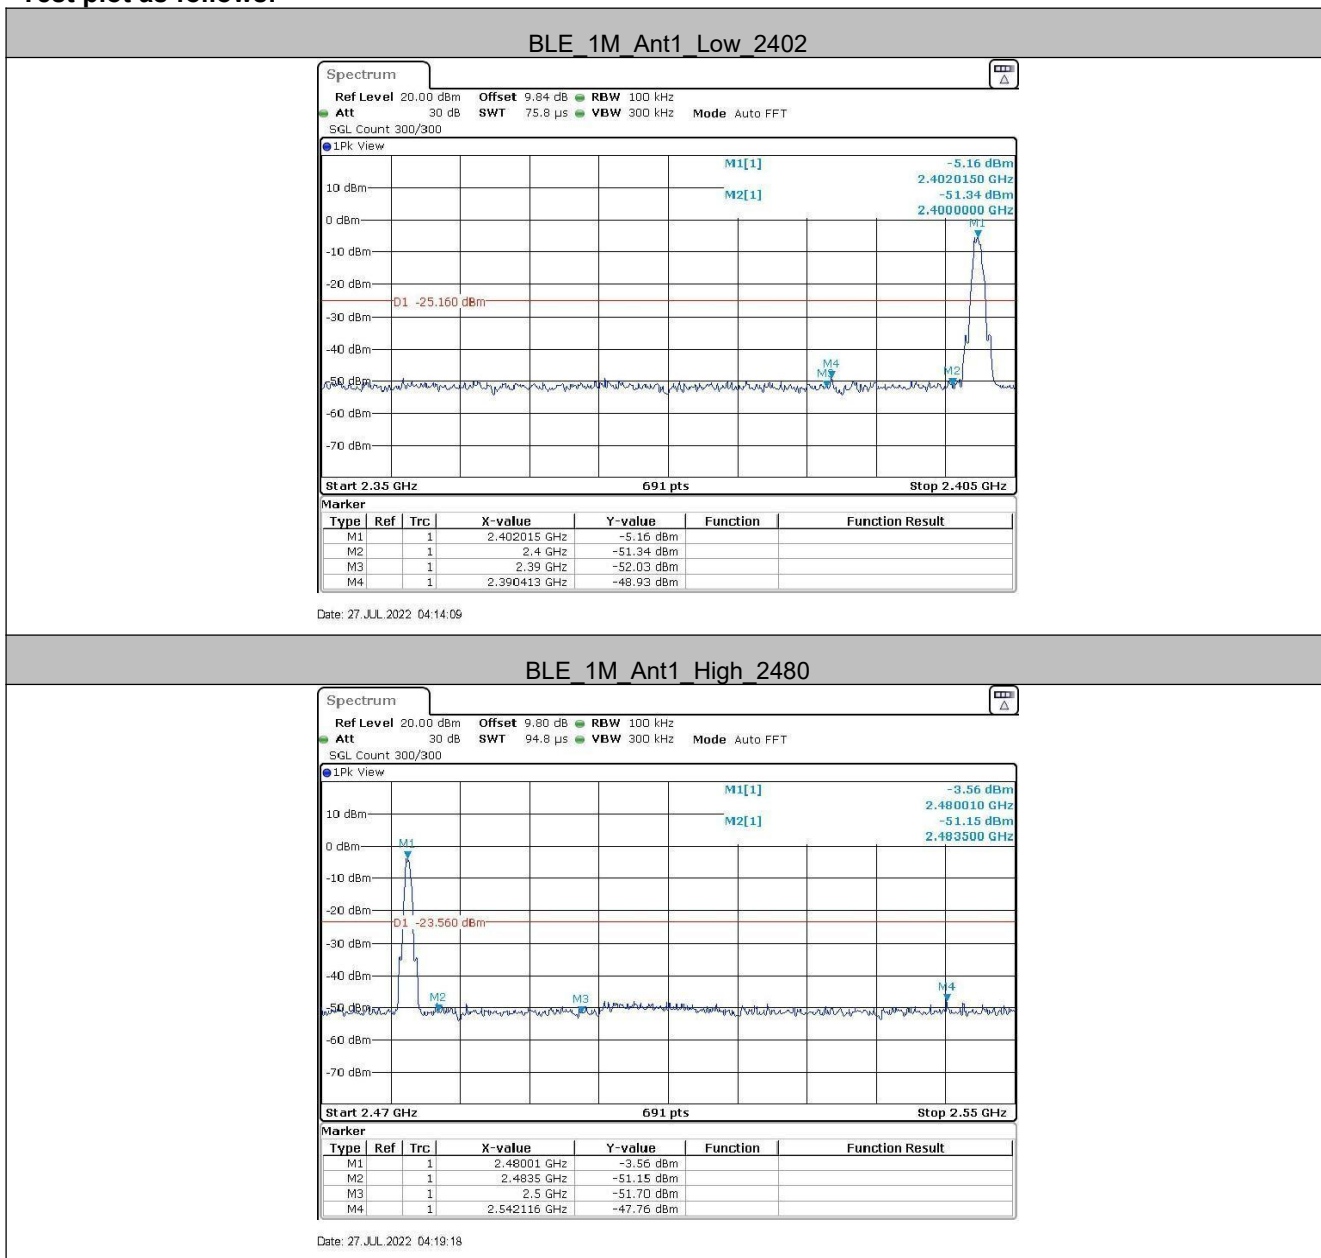 Test plot as follows:
BLE_1M_Ant1_Low_2402
Spectrum
Ref Level 20.00 dBm Offset 9.84 dB RBW 100 kHz
Att 30 dB SWT 75.8 µs VBW 300 kHz Mode Auto FFT
SGL Count 300/300
1Pk View
M1[1] -5.16 dBm
2.4020150 GHz
M2[1] -51.34 dBm
2.4000000 GHz
10 dBm
0 dBm
M1
-10 dBm
-20 dBm
D1 -25.160 dBm
-30 dBm
-40 dBm
M4
M3
M2
-50 dBm
-60 dBm
-70 dBm
Start 2.35 GHz 691 pts Stop 2.405 GHz
Marker
Type Ref Trc X-value Y-value Function Function Result
M1 1 2.402015 GHz -5.16 dBm
M2 1 2.4 GHz -51.34 dBm
M3 1 2.39 GHz -52.03 dBm
M4 1 2.390413 GHz -48.93 dBm
Date: 27.JUL.2022 04:14:09
BLE_1M_Ant1_High_2480
Spectrum
Ref Level 20.00 dBm Offset 9.80 dB RBW 100 kHz
Att 30 dB SWT 94.8 µs VBW 300 kHz Mode Auto FFT
SGL Count 300/300
1Pk View
M1[1] -3.56 dBm
2.480010 GHz
M2[1] -51.15 dBm
2.483500 GHz
10 dBm
0 dBm
M1
-10 dBm
-20 dBm
D1 -23.560 dBm
-30 dBm
-40 dBm
M2
M3
M4
-50 dBm
-60 dBm
-70 dBm
Start 2.47 GHz 691 pts Stop 2.55 GHz
Marker
Type Ref Trc X-value Y-value Function Function Result
M1 1 2.48001 GHz -3.56 dBm
M2 1 2.4835 GHz -51.15 dBm
M3 1 2.5 GHz -51.70 dBm
M4 1 2.542116 GHz -47.76 dBm
Date: 27.JUL.2022 04:19:18